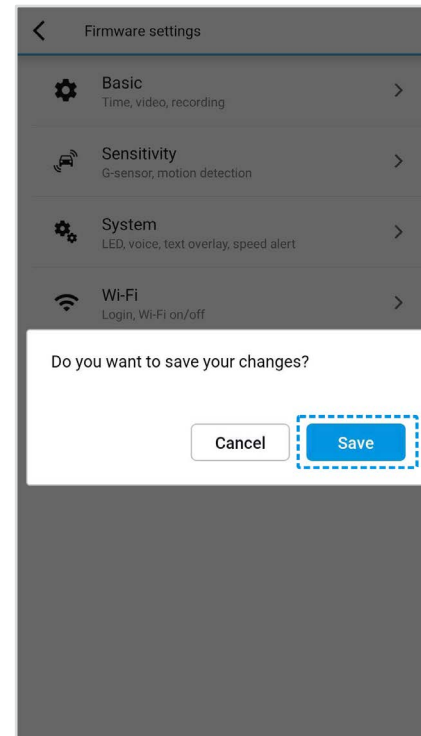 Firmware settings
Basic
Time, video, recording
Sensitivity
G-sensor, motion detection
System
LED, voice, text overlay, speed alert
Wi-Fi
Login, Wi-Fi on/off
Do you want to save your changes?
Cancel Save